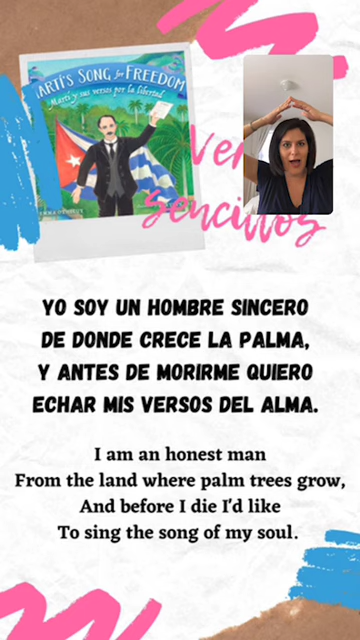 MARTÍ'S SONG for FREEDOM
Martí y sus versos por la libertad
sencillos
YO SOY UN HOMBRE SINCERO
DE DONDE CRECE LA PALMA,
Y ANTES DE MORIRME QUIERO
ECHAR MIS VERSOS DEL ALMA.
I am an honest man
From the land where palm trees grow,
And before I die I'd like
To sing the song of my soul.